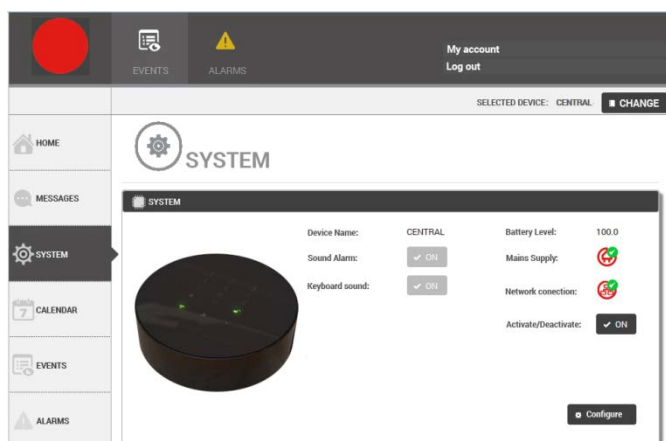 EVENTS
ALARMS
My account
Log out
SELECTED DEVICE: CENTRAL
CHANGE
HOME
MESSAGES
SYSTEM
7 CALENDAR
EVENTS
ALARMS
SYSTEM
SYSTEM
Device Name: CENTRAL
Sound Alarm: ON
Keyboard sound: ON
Battery Level: 100.0
Mains Supply:
Network conection:
Activate/Deactivate: ON
Configure